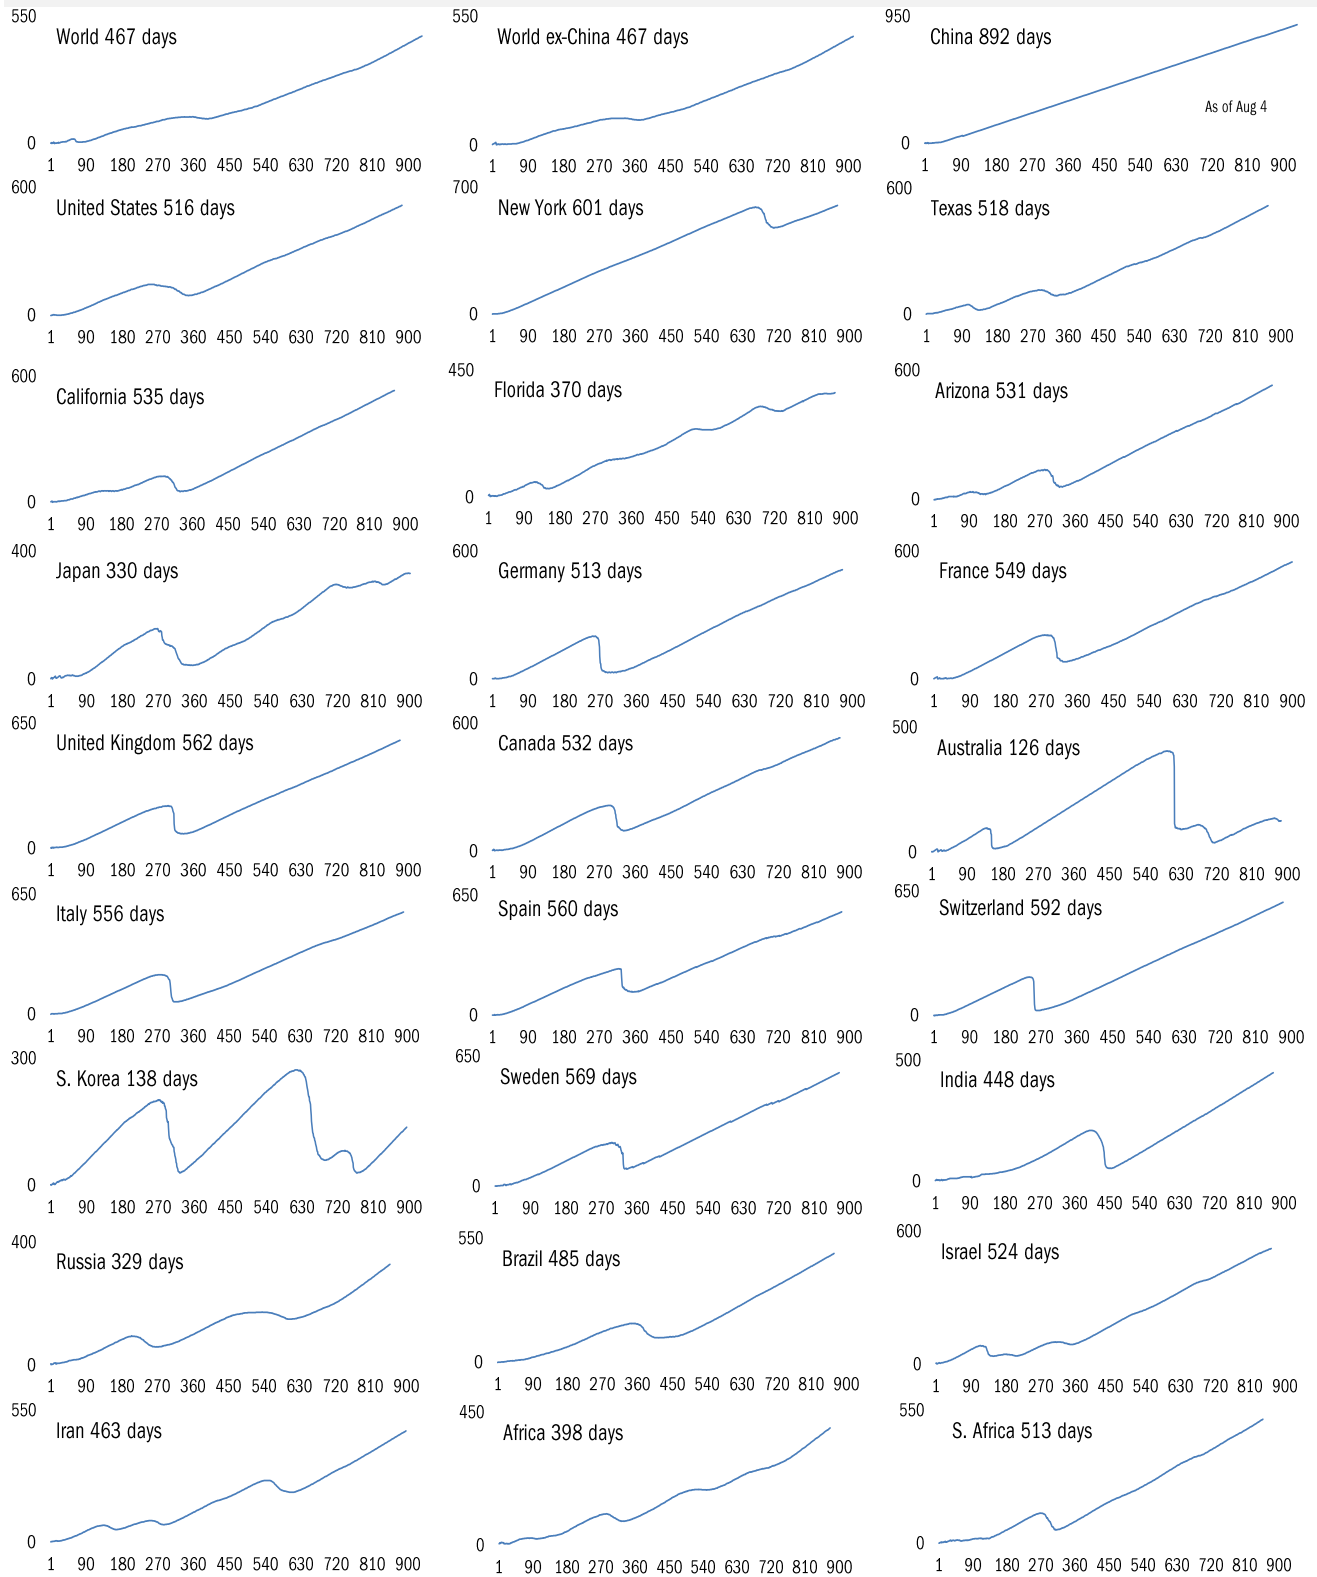 550 550 950
World 467 days World ex-China 467 days China 892 days
As of Aug 4
0 0 0
1 90 180 270 360 450 540 630 720 810 900 1 90 180 270 360 450 540 630 720 810 900 1 90 180 270 360 450 540 630 720 810 900
600 700 600
United States 516 days New York 601 days Texas 518 days
0 0 0
1 90 180 270 360 450 540 630 720 810 900 1 90 180 270 360 450 540 630 720 810 900 1 90 180 270 360 450 540 630 720 810 900
600 450 600
California 535 days Florida 370 days Arizona 531 days
0 0 0
1 90 180 270 360 450 540 630 720 810 900 1 90 180 270 360 450 540 630 720 810 900 1 90 180 270 360 450 540 630 720 810 900
400 600 600
Japan 330 days Germany 513 days France 549 days
0 0 0
1 90 180 270 360 450 540 630 720 810 900 1 90 180 270 360 450 540 630 720 810 900 1 90 180 270 360 450 540 630 720 810 900
650 600 500
United Kingdom 562 days Canada 532 days Australia 126 days
0 0 0
1 90 180 270 360 450 540 630 720 810 900 1 90 180 270 360 450 540 630 720 810 900 1 90 180 270 360 450 540 630 720 810 900
650 650 650
Italy 556 days Spain 560 days Switzerland 592 days
0 0 0
1 90 180 270 360 450 540 630 720 810 900 1 90 180 270 360 450 540 630 720 810 900 1 90 180 270 360 450 540 630 720 810 900
300 650 500
S. Korea 138 days Sweden 569 days India 448 days
0 0 0
1 90 180 270 360 450 540 630 720 810 900 1 90 180 270 360 450 540 630 720 810 900 1 90 180 270 360 450 540 630 720 810 900
400 550 600
Russia 329 days Brazil 485 days Israel 524 days
0 0 0
1 90 180 270 360 450 540 630 720 810 900 1 90 180 270 360 450 540 630 720 810 900 1 90 180 270 360 450 540 630 720 810 900
550 450 550
Iran 463 days Africa 398 days S. Africa 513 days
0 0 0
1 90 180 270 360 450 540 630 720 810 900 1 90 180 270 360 450 540 630 720 810 900 1 90 180 270 360 450 540 630 720 810 900